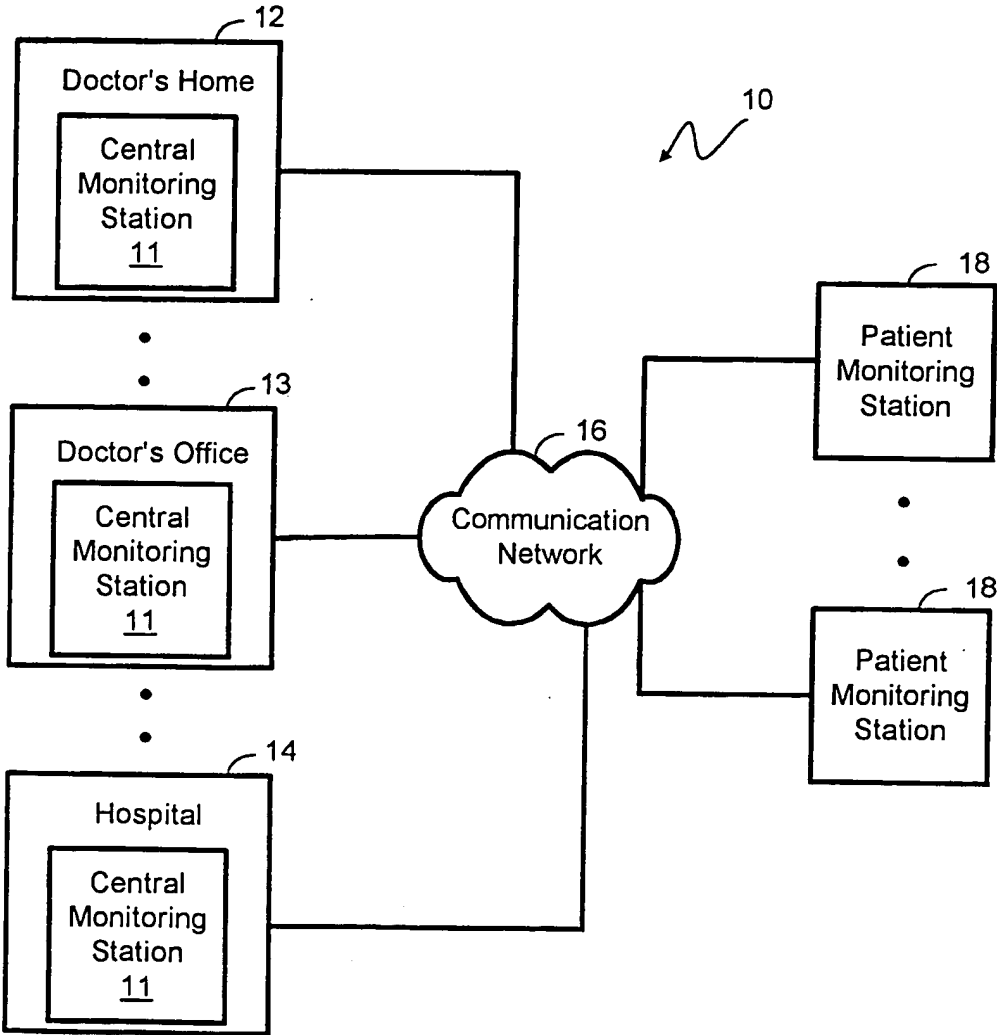 12
Doctor's Home
Central
Monitoring
Station
11
10
13
Doctor's Office
Central
Monitoring
Station
11
14
Hospital
Central
Monitoring
Station
11
16
Communication
Network
18
Patient
Monitoring
Station
18
Patient
Monitoring
Station